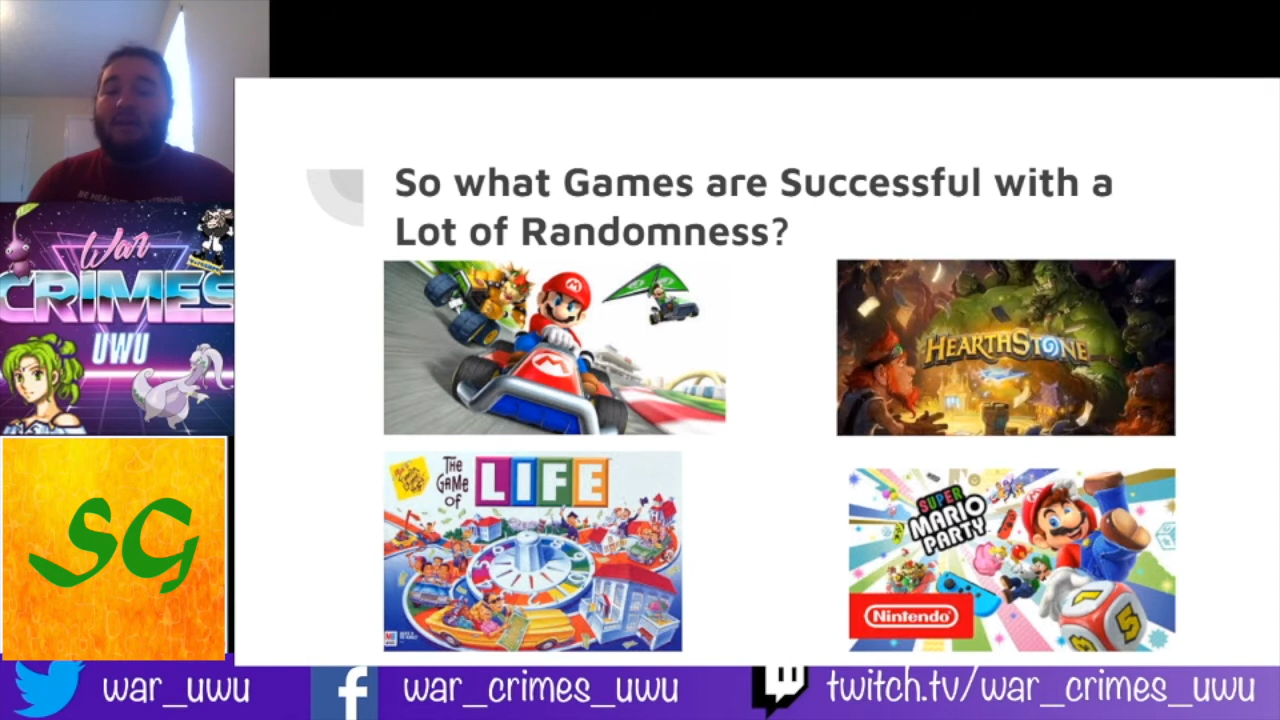 So what Games are Successful with a
Lot of Randomness?
War
CRIMES
UWU
HEARTHSTONE
THE
GAME
OF
LIFE
SUPER
MARIO
PARTY
Nintendo
SG
war_uwu
war_crimes_uwu
twitch.tv/war_crimes_uwu